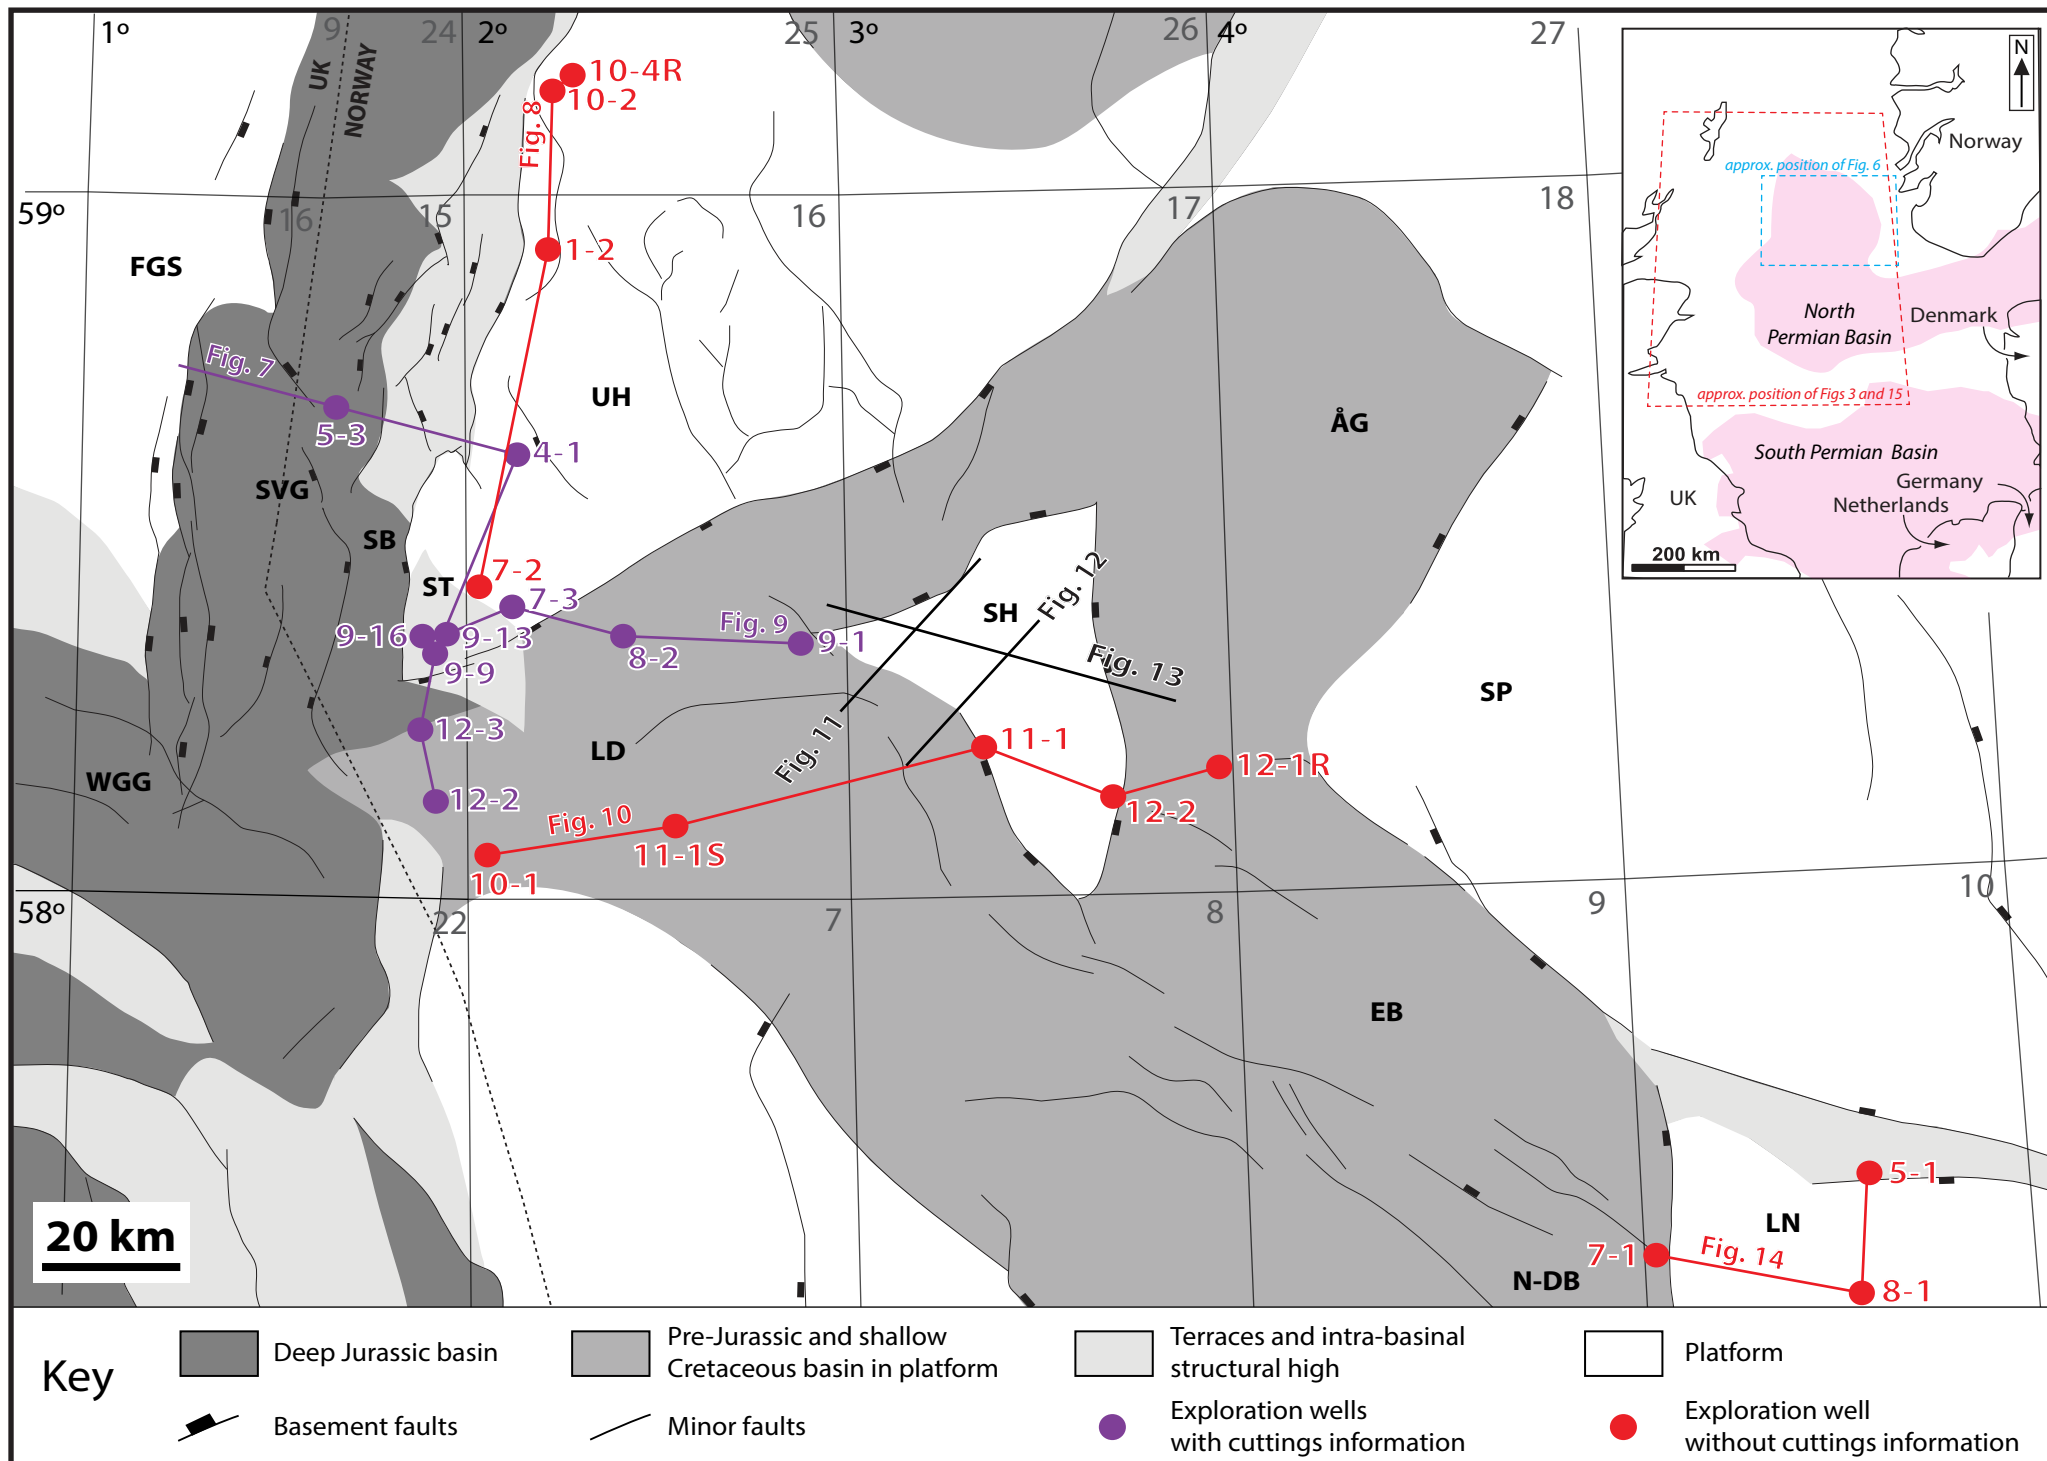 1º
9
24
2º
25
3º
26
4º
27
UK
NORWAY
10-4R
10-2
Fig. 8
N
Norway
approx. position of Fig. 6
59º
16
15
16
17
18
1-2
FGS
North
Permian Basin
Denmark
approx. position of Figs 3 and 15
South Permian Basin
Germany
Netherlands
UK
200 km
Fig. 7
5-3
4-1
UH
ÅG
SVG
SB
ST
7-2
7-3
9-16
9-13
9-9
8-2
Fig. 9
9-1
SH
Fig. 12
Fig. 13
Fig. 11
SP
12-3
LD
11-1
12-1R
WGG
12-2
Fig. 10
11-1S
12-2
10-1
58º
22
7
8
9
10
EB
5-1
LN
7-1
Fig. 14
8-1
N-DB
20 km
Key
Deep Jurassic basin
Pre-Jurassic and shallow
Cretaceous basin in platform
Terraces and intra-basinal
structural high
Platform
Basement faults
Minor faults
Exploration wells
with cuttings information
Exploration well
without cuttings information